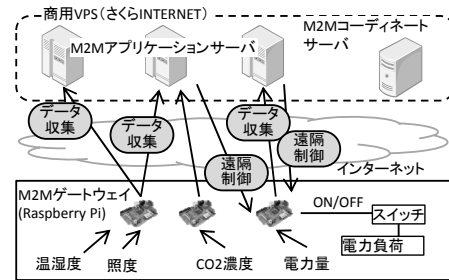 商用VPS(さくらINTERNET)
M2Mアプリケーションサーバ
M2Mコーディネート
サーバ
データ
収集
データ
収集
データ
収集
遠隔
制御
遠隔
制御
インターネット
M2Mゲートウェイ
(Raspberry Pi)
ON/OFF
スイッチ
電力負荷
温湿度
照度
CO2濃度
電力量